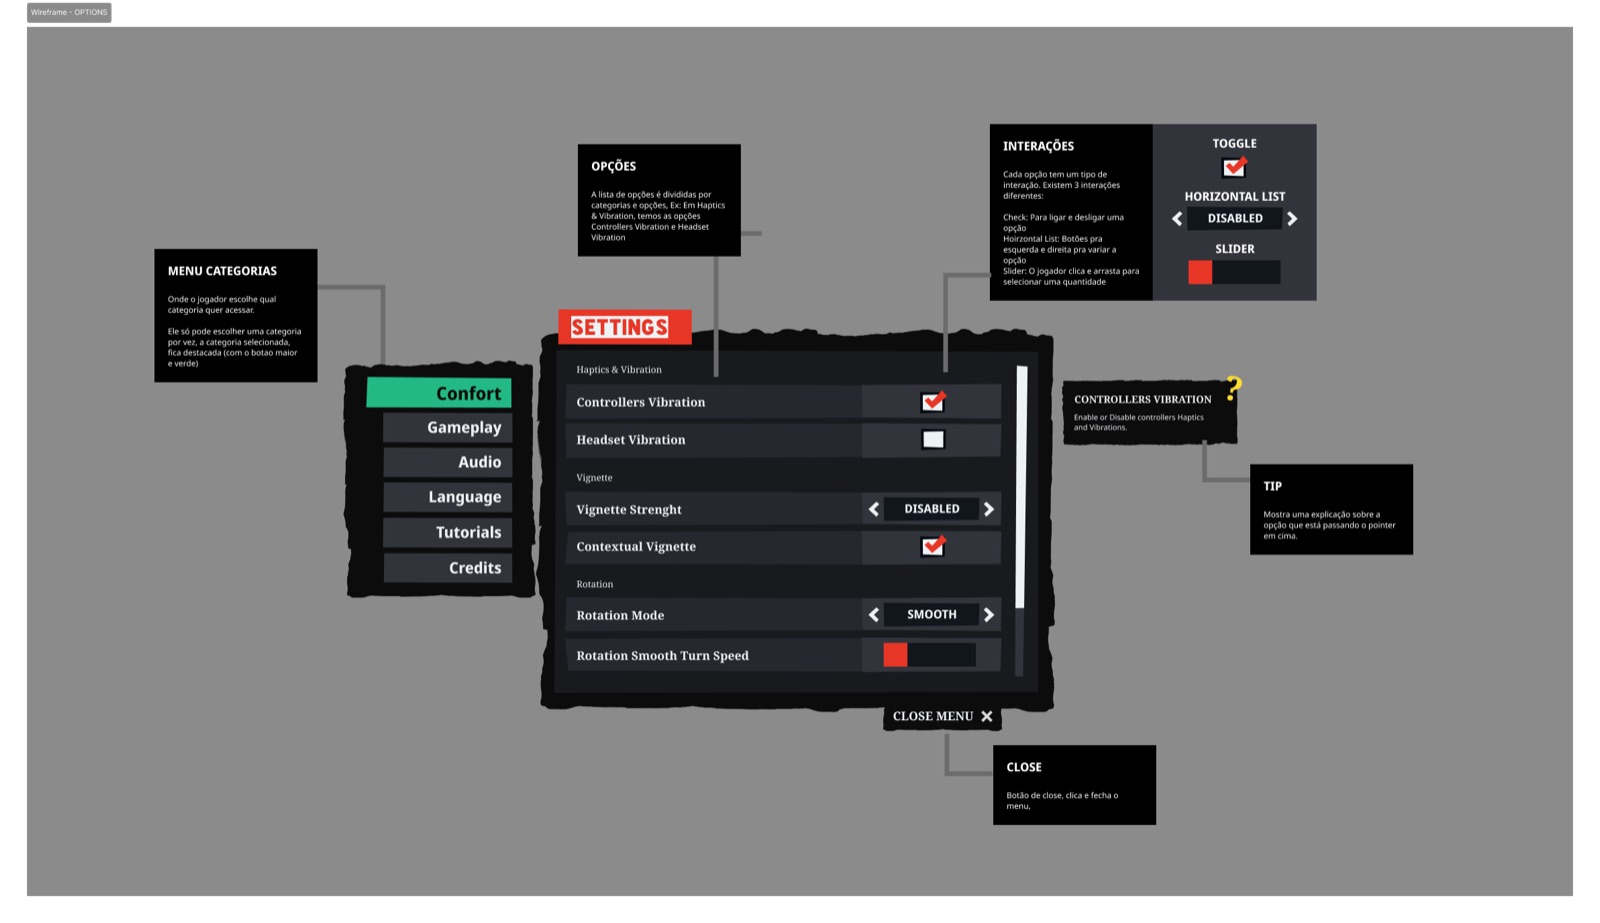 Wireframe - OPTIONS
MENU CATEGORIAS
Onde o jogador escolhe qual
categoria quer acessar.
Ele só pode escolher uma categoria
por vez, a categoria selecionada,
fica destacada (com o botao maior
e verde)
OPÇÕES
A lista de opções é divididas por
categorias e opções, Ex: Em Haptics
& Vibration, temos as opções
Controllers Vibration e Headset
Vibration
INTERAÇÕES
Cada opção tem um tipo de
interação. Existem 3 interações
diferentes:
Check: Para ligar e desligar uma
opção
Hoirzontal List: Botões pra
esquerda e direita pra variar a
opção
Slider: O jogador clica e arrasta para
selecionar uma quantidade
TOGGLE
HORIZONTAL LIST
DISABLED
SLIDER
Confort
Gameplay
Audio
Language
Tutorials
Credits
SETTINGS
Haptics & Vibration
Controllers Vibration
Headset Vibration
Vignette
Vignette Strenght
DISABLED
Contextual Vignette
Rotation
Rotation Mode
SMOOTH
Rotation Smooth Turn Speed
CLOSE MENU
CONTROLLERS VIBRATION
?
Enable or Disable controllers Haptics
and Vibrations.
TIP
Mostra uma explicação sobre a
opção que está passando o pointer
em cima.
CLOSE
Botão de close, clica e fecha o
menu,